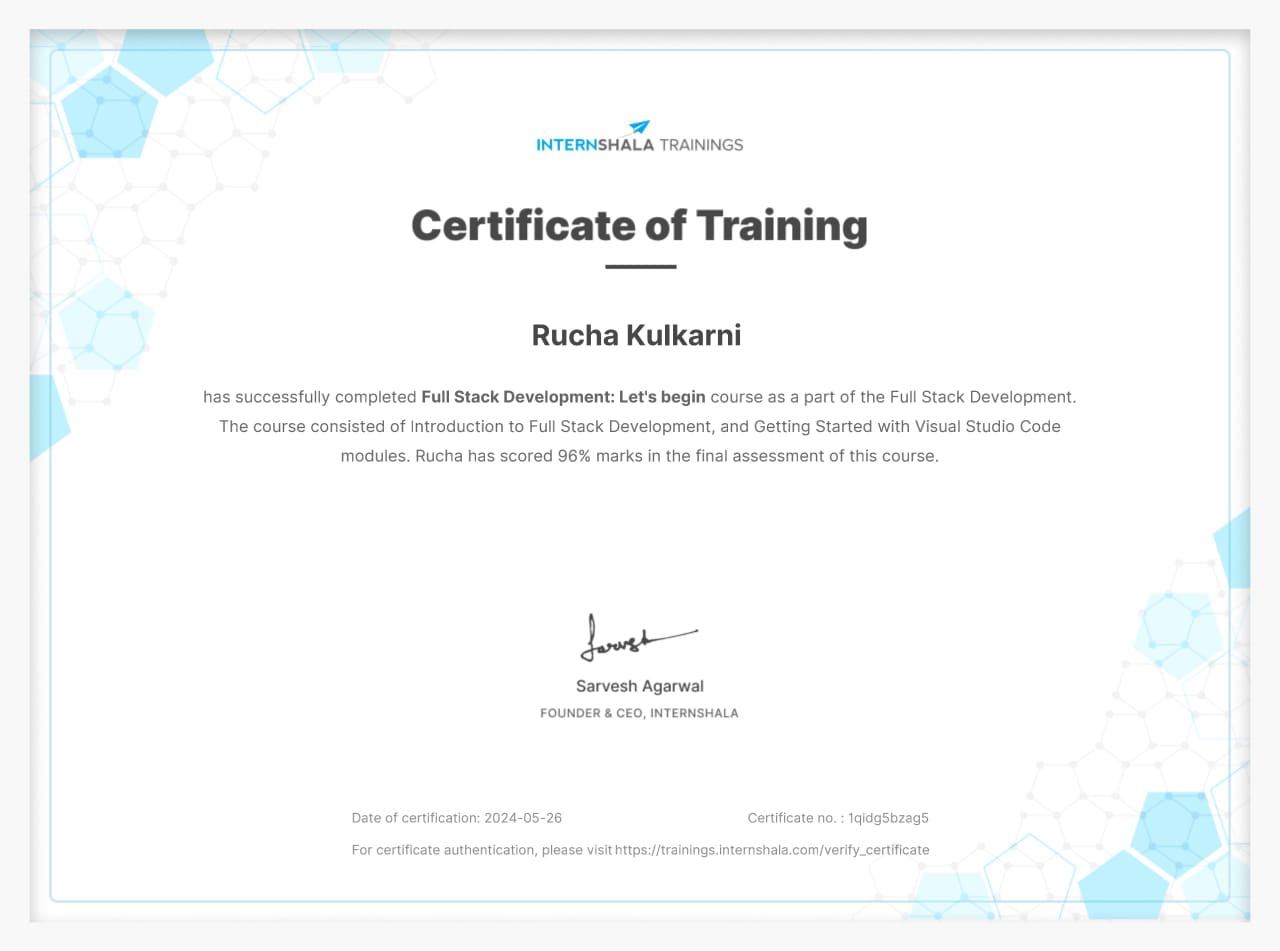 INTERNSHALA TRAININGS
Certificate of Training
Rucha Kulkarni
has successfully completed Full Stack Development: Let's begin course as a part of the Full Stack Development.
The course consisted of Introduction to Full Stack Development, and Getting Started with Visual Studio Code
modules. Rucha has scored 96% marks in the final assessment of this course.
Sarvesh
Sarvesh Agarwal
FOUNDER & CEO, INTERNSHALA
Date of certification: 2024-05-26 Certificate no. : 1qidg5bzag5
For certificate authentication, please visit https://trainings.internshala.com/verify_certificate